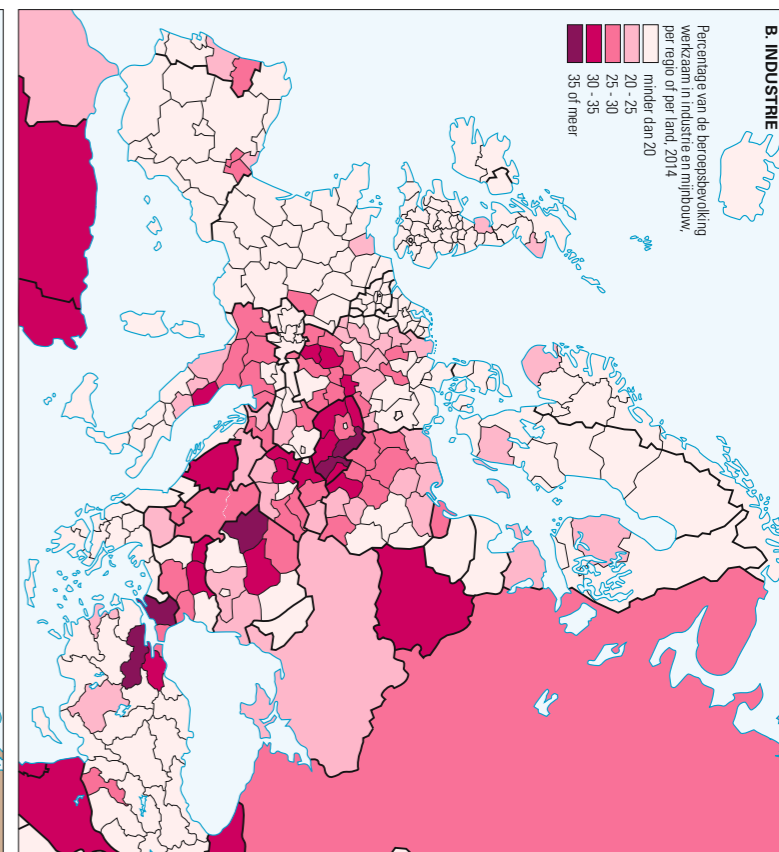 B. INDUSTRIE
Percentage van de beroepsbevolking
werkzaam in industrie en mijnbouw,
per regio of per land, 2014
minder dan 20
20 - 25
25 - 30
30 - 35
35 of meer